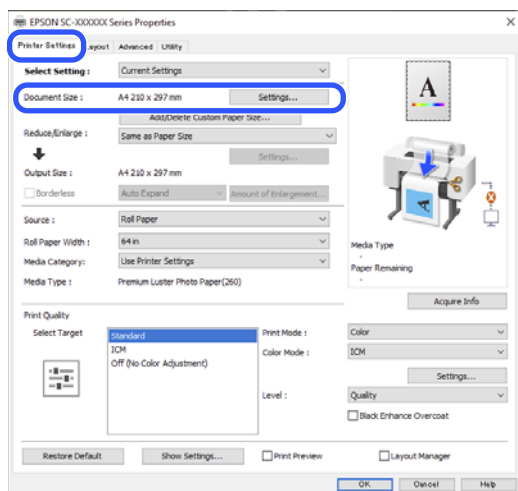 EPSON SC-XXXXXX Series Properties
Printer Settings Layout Advanced Utility
Select Setting : Current Settings
Document Size : A4 210 x 297 mm Settings...
Add/Delete Custom Paper Size...
Reduce/Enlarge : Same as Paper Size
Settings...
Output Size : A4 210 x 297 mm
Borderless Auto Expand Amount of Enlargement...
Source : Roll Paper
Roll Paper Width : 64 in
Media Category: Use Printer Settings
Media Type : Premium Luster Photo Paper(260)
A
Media Type
-
Paper Remaining
-
Acquire Info
Print Quality
Select Target
Standard
ICM
Off (No Color Adjustment)
Print Mode : Color
Color Mode : ICM
Settings...
Level : Quality
Black Enhance Overcoat
Restore Default Show Settings... Print Preview Layout Manager
OK Cancel Help